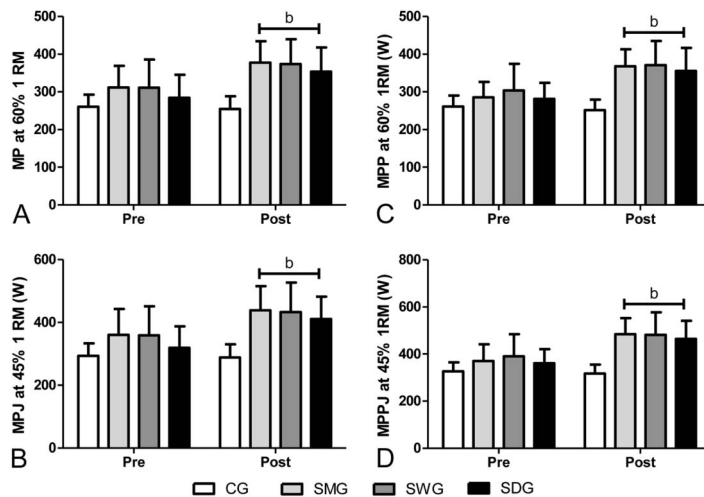 500
400
300
200
100
0
MP at 60% 1 RM
b
Pre
Post
A
500
400
300
200
100
0
MPP at 60% 1RM (W)
b
Pre
Post
C
600
400
200
0
MPJ at 45% 1 RM (W)
b
Pre
Post
B
800
600
400
200
0
MPPJ at 45% 1RM (W)
b
Pre
Post
D
CG SMG SWG SDG